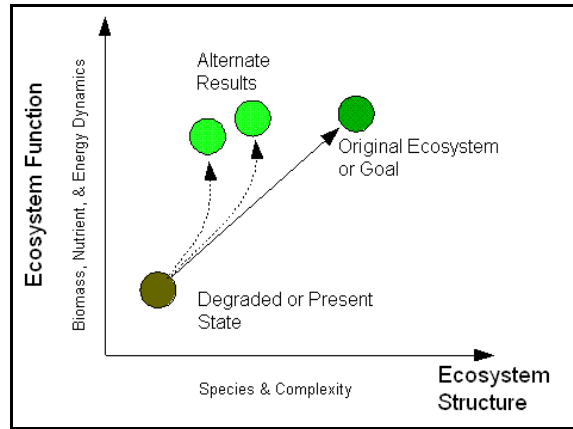 Ecosystem Function
Biomass, Nutrient, & Energy Dynamics
Alternate
Results
Original Ecosystem
or Goal
Degraded or Present
State
Species & Complexity
Ecosystem
Structure